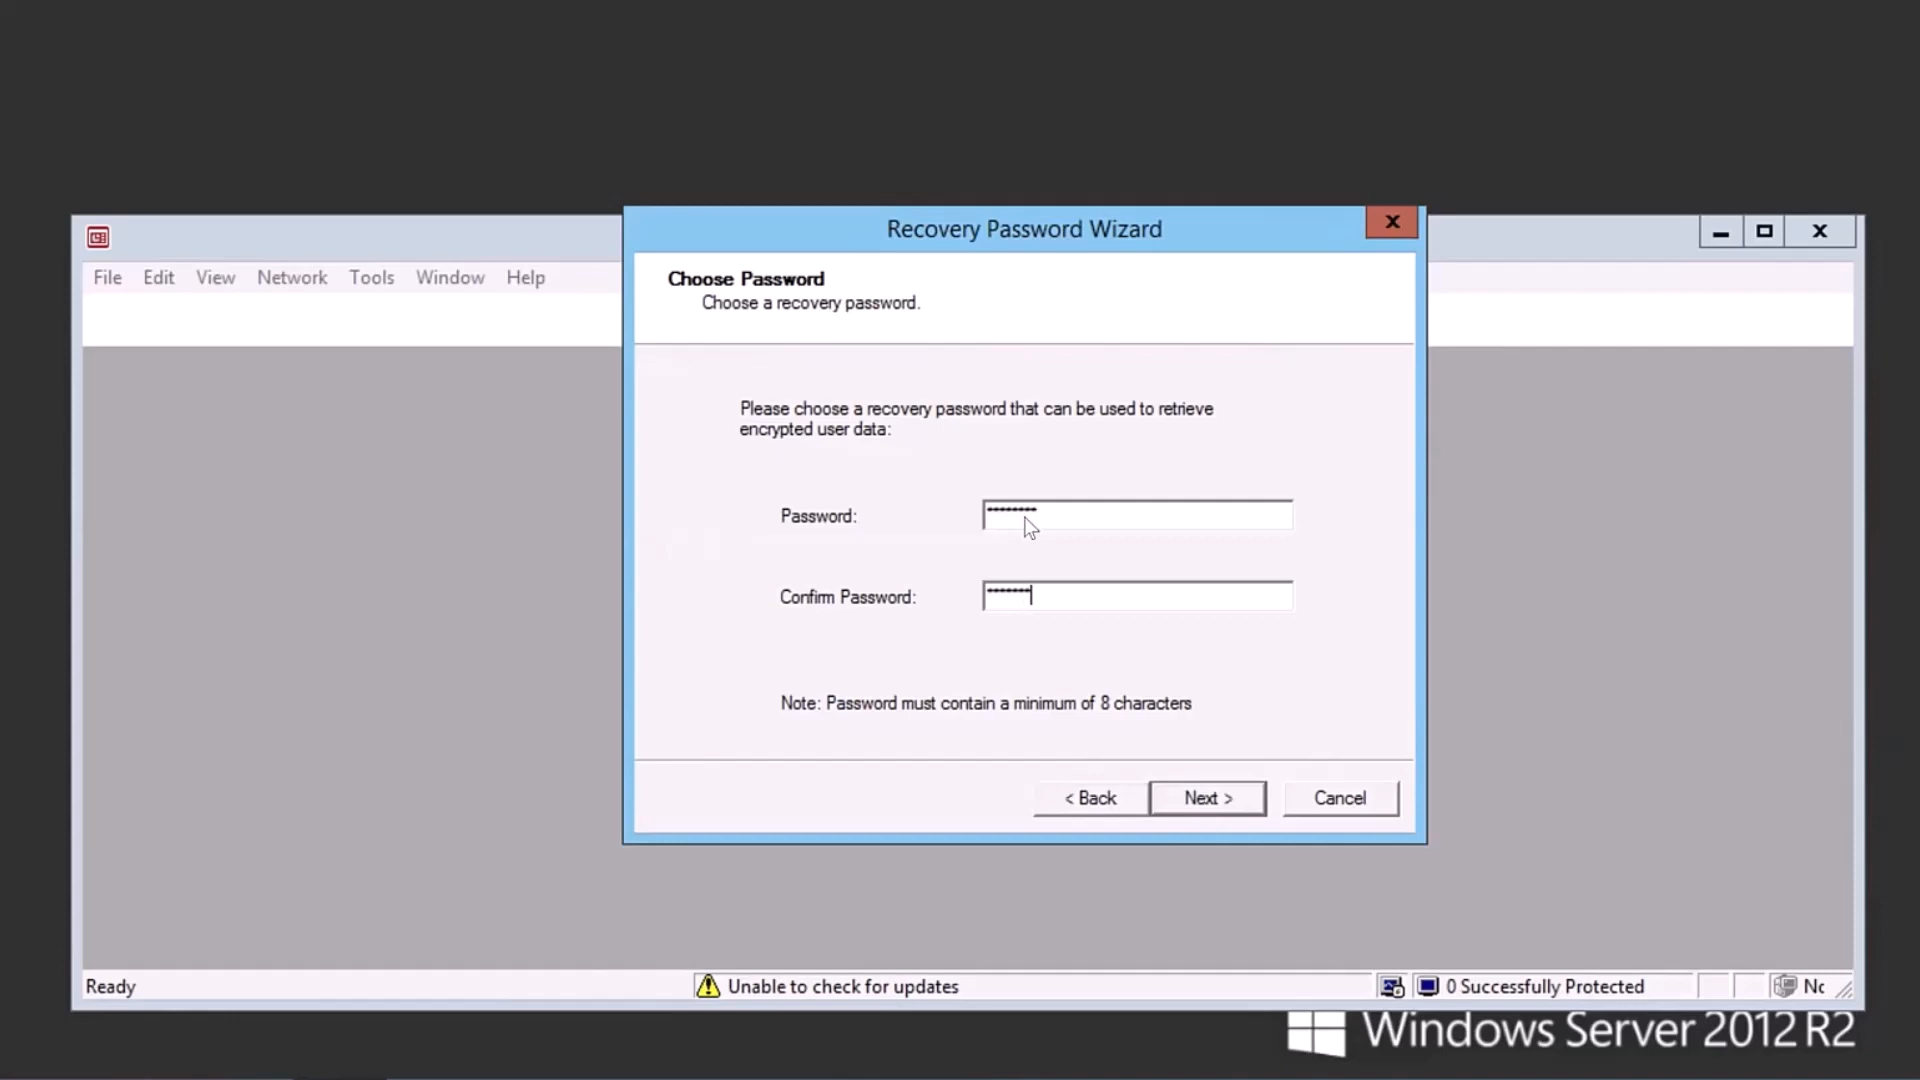 Recovery Password Wizard
x
File Edit View Network Tools Window Help
Choose Password
Choose a recovery password.
Please choose a recovery password that can be used to retrieve
encrypted user data:
Password:
Confirm Password:
Note: Password must contain a minimum of 8 characters
< Back Next > Cancel
Ready Unable to check for updates 0 Successfully Protected Nc
Windows Server 2012 R2